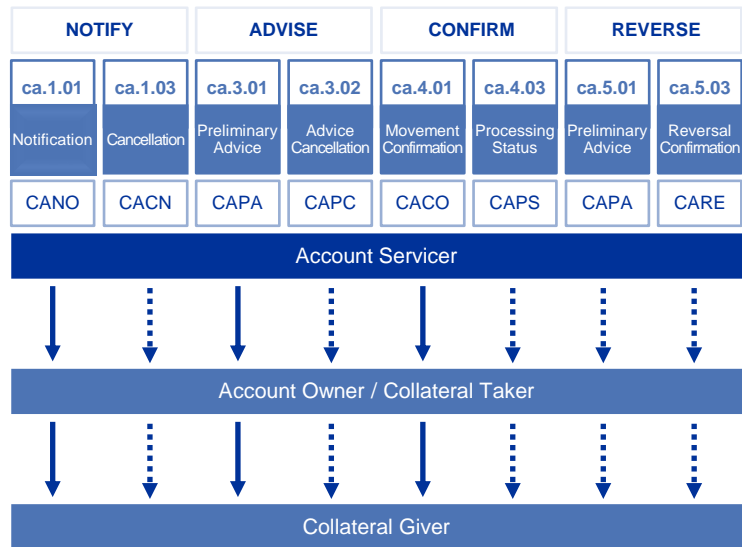 NOTIFY ADVISE CONFIRM REVERSE
ca.1.01 ca.1.03 ca.3.01 ca.3.02 ca.4.01 ca.4.03 ca.5.01 ca.5.03
Notification Cancellation Preliminary Advice Advice Cancellation Movement Confirmation Processing Status Preliminary Advice Reversal Confirmation
CANO CACN CAPA CAPC CACO CAPS CAPA CARE
Account Servicer
Account Owner / Collateral Taker
Collateral Giver